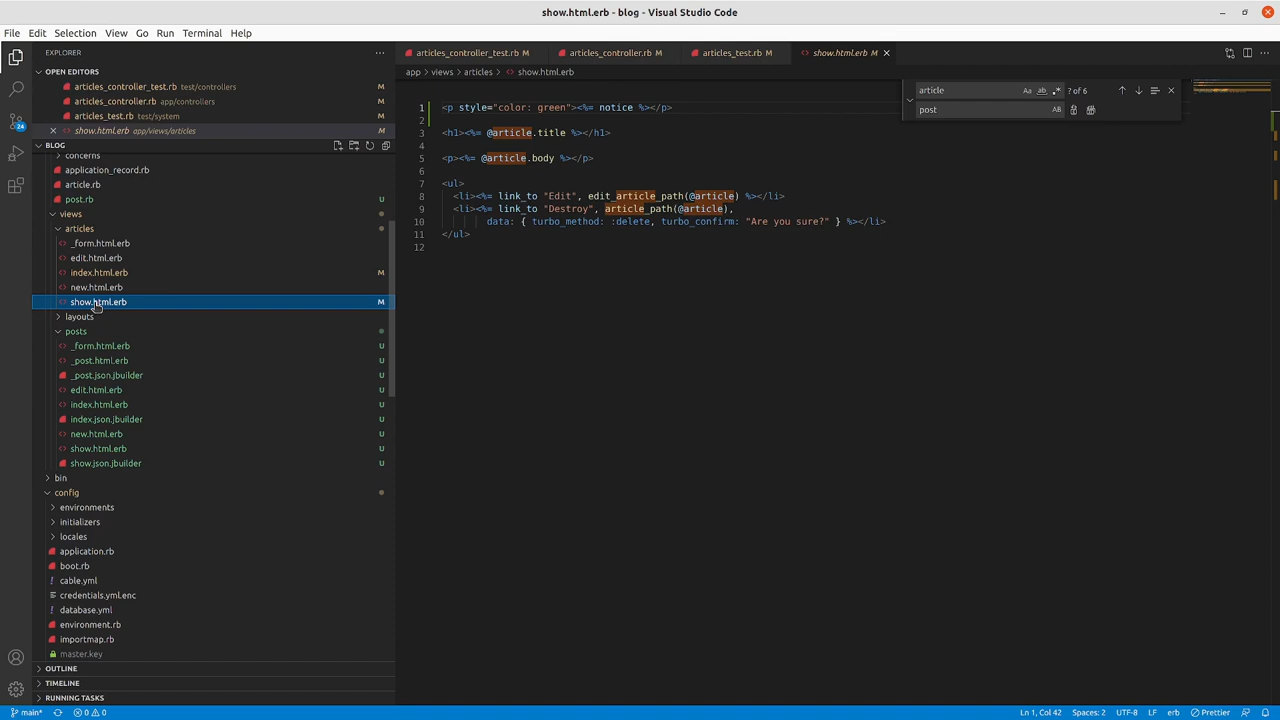 show.html.erb - blog - Visual Studio Code
File Edit Selection View Go Run Terminal Help
EXPLORER
OPEN EDITORS
articles_controller_test.rb test/controllers M
articles_controller.rb app/controllers M
articles_test.rb test/system M
show.html.erb app/views/articles M
BLOG
concerns
application_record.rb
article.rb
post.rb U
views
articles
_form.html.erb
edit.html.erb
index.html.erb M
new.html.erb
show.html.erb M
layouts
posts
_form.html.erb U
_post.html.erb U
_post.json.jbuilder U
edit.html.erb U
index.html.erb U
index.json.jbuilder U
new.html.erb U
show.html.erb U
show.json.jbuilder U
bin
config
environments
initializers
locales
application.rb
boot.rb
cable.yml
credentials.yml.enc
database.yml
environment.rb
importmap.rb
master.key
OUTLINE
TIMELINE
RUNNING TASKS
24
articles_controller_test.rb M articles_controller.rb M articles_test.rb M show.html.erb M
app > views > articles > show.html.erb
article Aa ab .* ? of 6
post AB
1 <p style="color: green"><%= notice %></p>
2
3 <h1><%= @article.title %></h1>
4
5 <p><%= @article.body %></p>
6
7 <ul>
8 <li><%= link_to "Edit", edit_article_path(@article) %></li>
9 <li><%= link_to "Destroy", article_path(@article),
10 data: { turbo_method: :delete, turbo_confirm: "Are you sure?" } %></li>
11 </ul>
12
main* 0 0 Ln 1, Col 42 Spaces: 2 UTF-8 LF erb Prettier